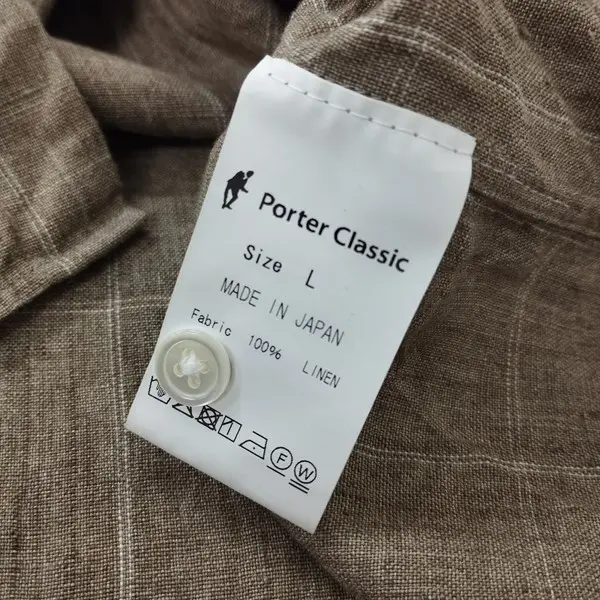 Porter Classic
Size L
MADE IN JAPAN
Fabric 100% LINEN
F W